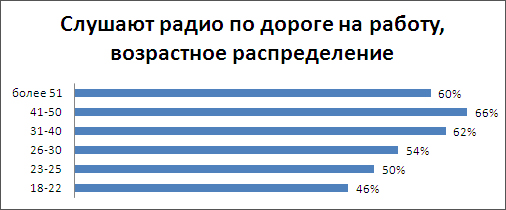 Слушают радио по дороге на работу,
возрастное распределение
более 51 60%
41-50 66%
31-40 62%
26-30 54%
23-25 50%
18-22 46%